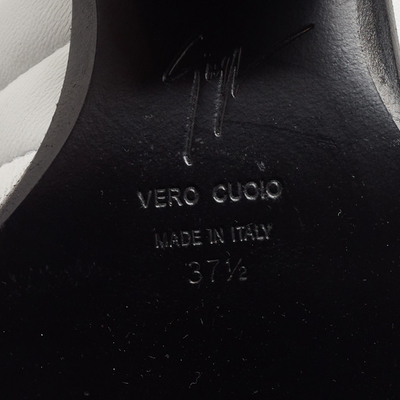 VERO CUOIO
MADE IN ITALY
37½